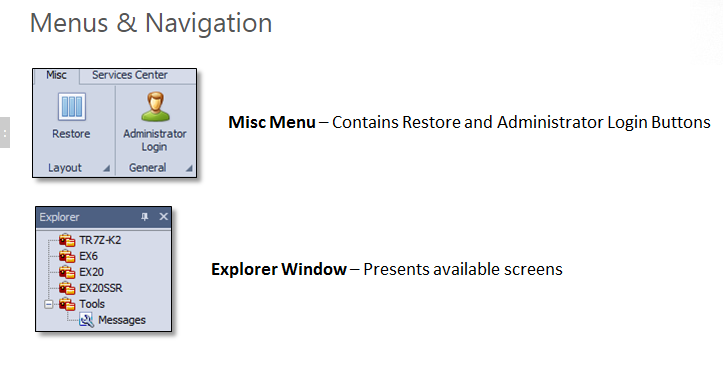 Menus & Navigation
Misc Services Center
Restore Administrator Login
Layout General
Misc Menu – Contains Restore and Administrator Login Buttons
Explorer
TR7Z-K2
EX6
EX20
EX20SSR
Tools
Messages
Explorer Window – Presents available screens